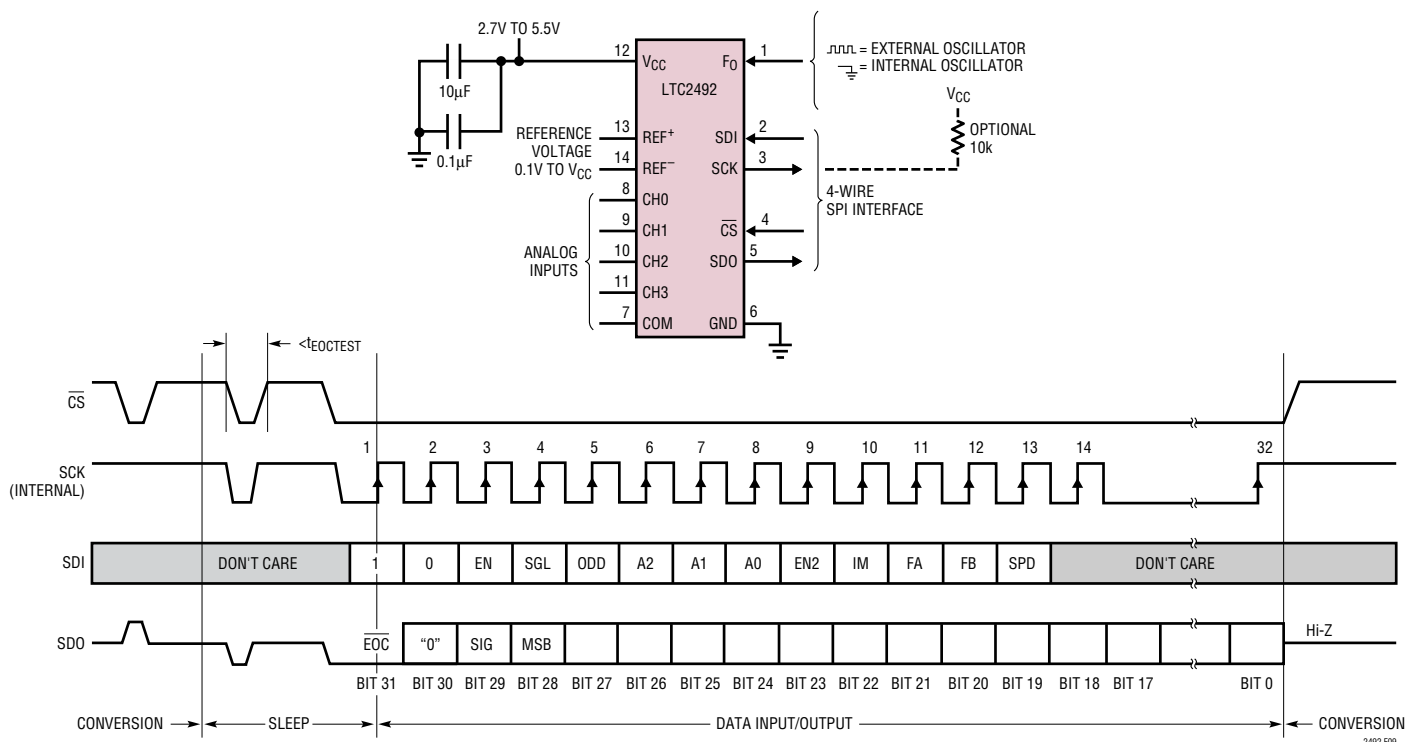 2.7V TO 5.5V
12
VCC
FO
1
= EXTERNAL OSCILLATOR
= INTERNAL OSCILLATOR
LTC2492
10µF
0.1µF
VCC
OPTIONAL
10k
REFERENCE
VOLTAGE
0.1V TO VCC
13
REF+
14
REF–
SDI
2
SCK
3
8
CH0
9
CH1
10
CH2
11
CH3
7
COM
ANALOG
INPUTS
CS
4
SDO
5
GND
6
4-WIRE
SPI INTERFACE
<tEOCTEST
CS
SCK
(INTERNAL)
1 2 3 4 5 6 7 8 9 10 11 12 13 14 32
SDI
DON'T CARE 1 0 EN SGL ODD A2 A1 A0 EN2 IM FA FB SPD DON'T CARE
SDO
EOC "0" SIG MSB Hi-Z
BIT 31 BIT 30 BIT 29 BIT 28 BIT 27 BIT 26 BIT 25 BIT 24 BIT 23 BIT 22 BIT 21 BIT 20 BIT 19 BIT 18 BIT 17 BIT 0
CONVERSION SLEEP DATA INPUT/OUTPUT CONVERSION
2492 F09